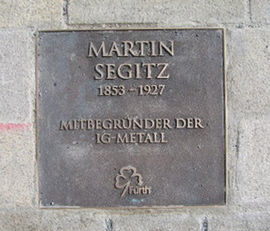 MARTIN
SEGITZ
1853 - 1927
MITBEGRÜNDER DER
IG-METALL
Fürth